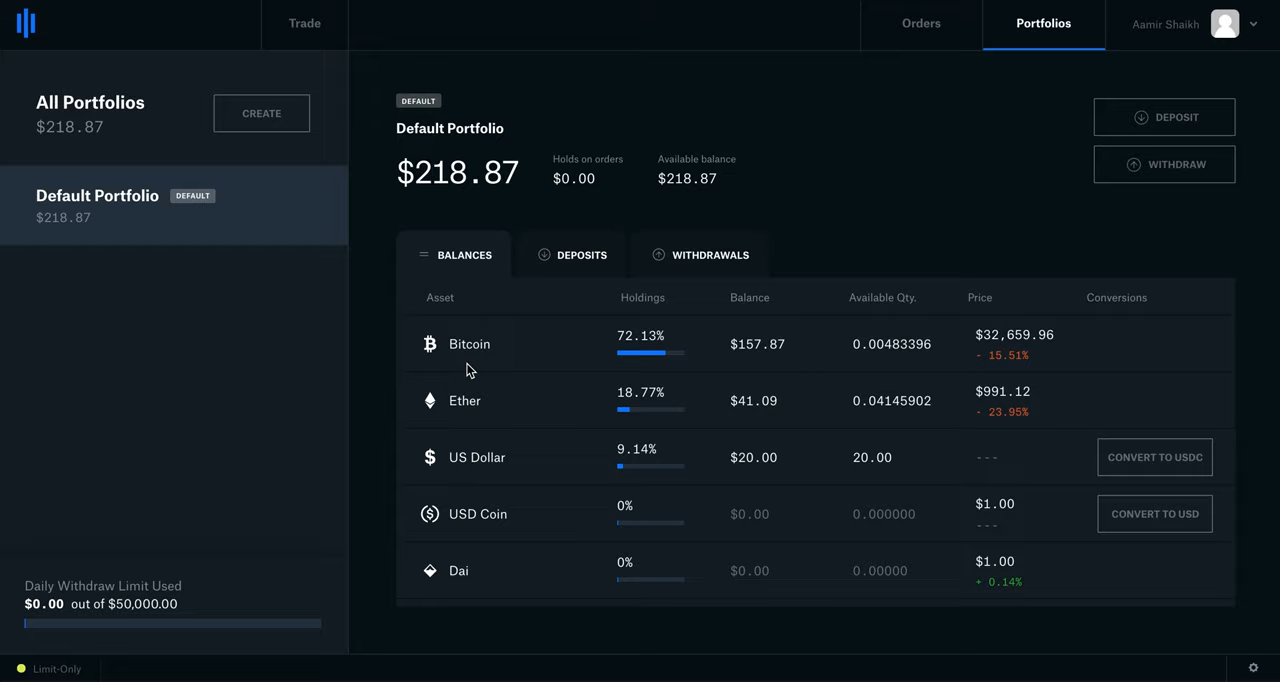 Trade
Orders
Portfolios
Aamir Shaikh
All Portfolios
$218.87
CREATE
Default Portfolio DEFAULT
$218.87
Daily Withdraw Limit Used
$0.00 out of $50,000.00
Limit-Only
DEFAULT
Default Portfolio
$218.87
Holds on orders
$0.00
Available balance
$218.87
DEPOSIT
WITHDRAW
BALANCES DEPOSITS WITHDRAWALS
Asset Holdings Balance Available Qty. Price Conversions
Bitcoin 72.13% $157.87 0.00483396 $32,659.96
- 15.51%
Ether 18.77% $41.09 0.04145902 $991.12
- 23.95%
US Dollar 9.14% $20.00 20.00 --- CONVERT TO USDC
USD Coin 0% $0.00 0.000000 $1.00 CONVERT TO USD
---
Dai 0% $0.00 0.00000 $1.00
+ 0.14%